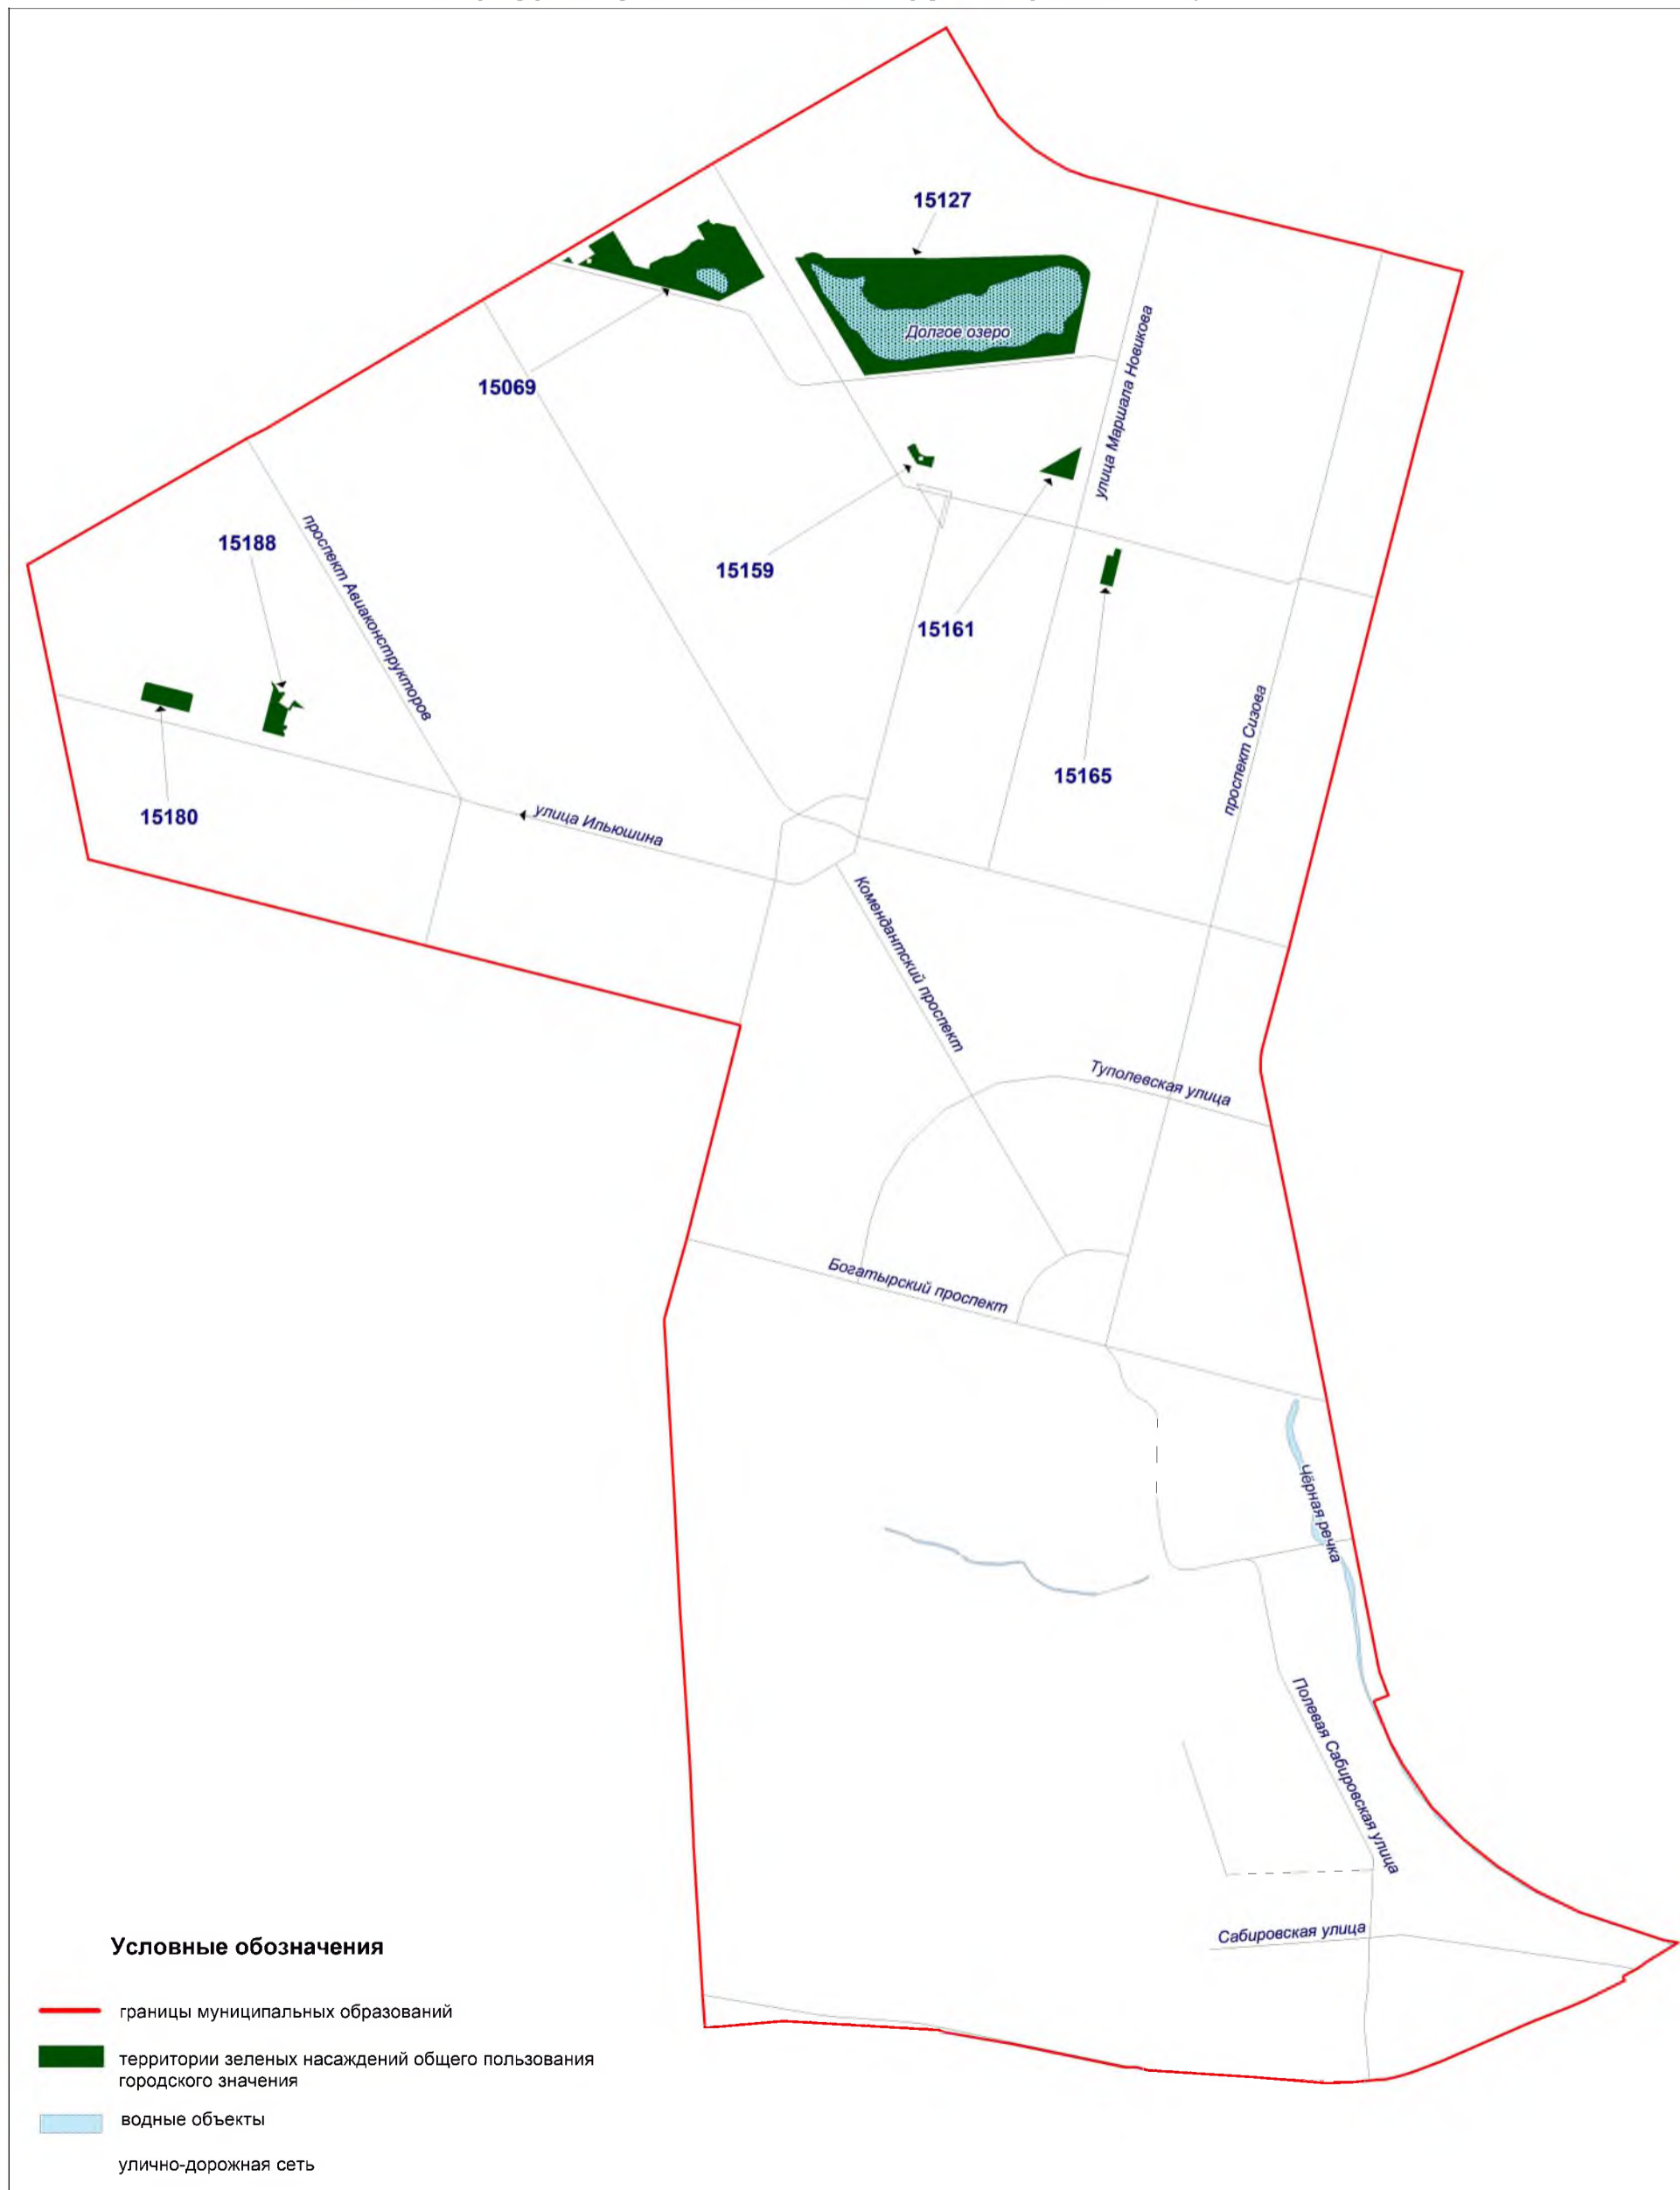 15127
Долгое озеро
15069
улица Маршала Новикова
15188
проспект Авиаконструкторов
15159
15161
15180
15165
проспект Сизова
улица Ильюшина
Комендантский проспект
Туполевская улица
Богатырский проспект
Чёрная речка
Полевая Сабировская улица
Сабировская улица
Условные обозначения
границы муниципальных образований
территории зеленых насаждений общего пользования
городского значения
водные объекты
улично-дорожная сеть